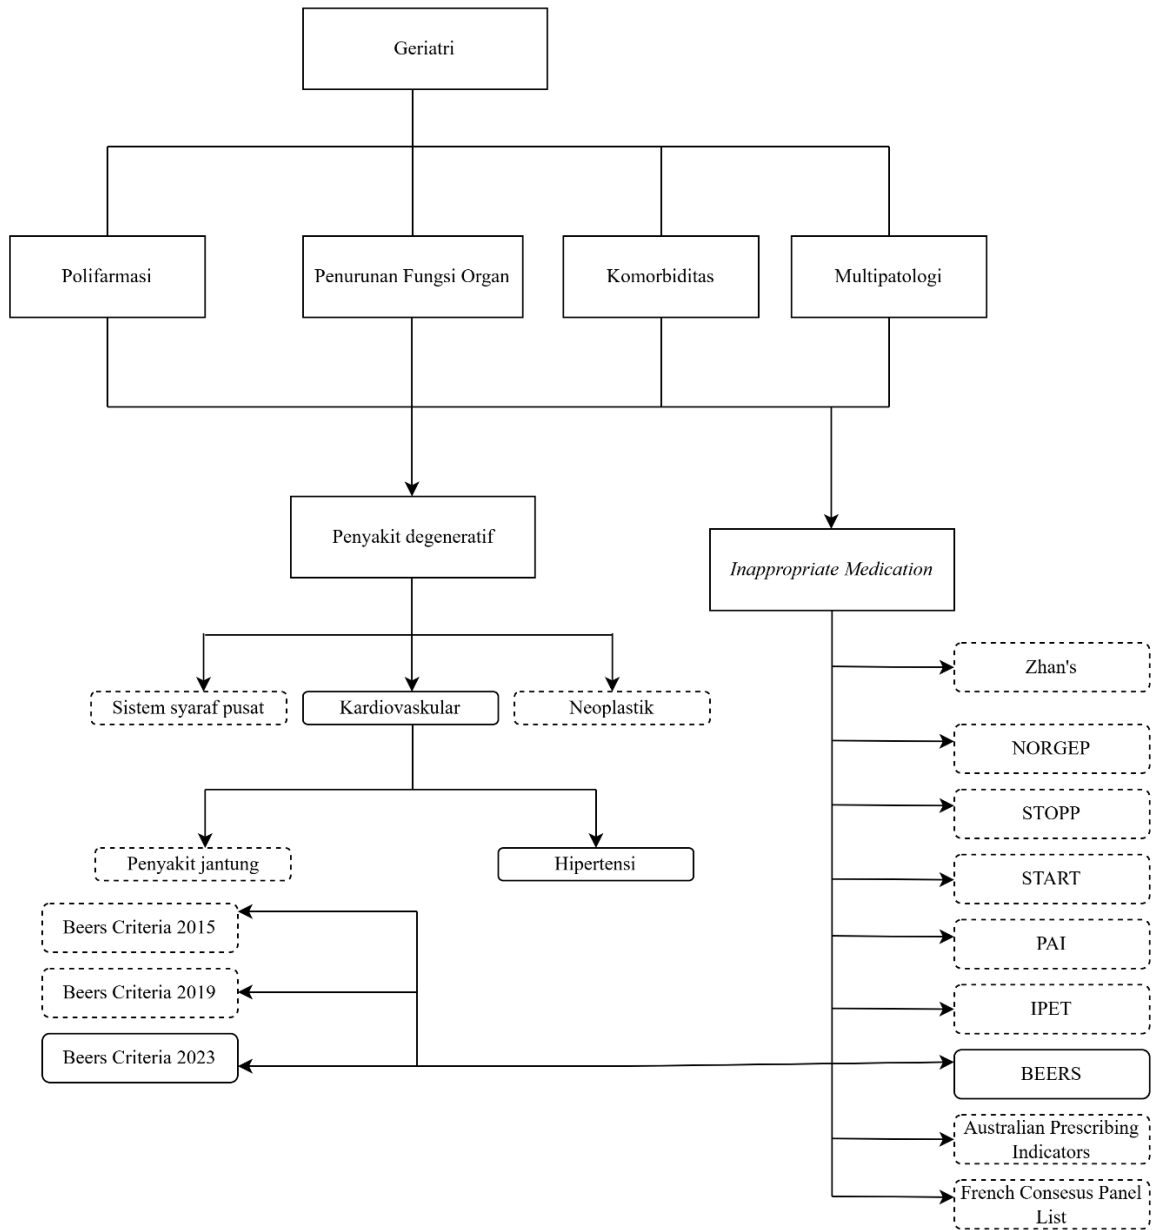 Geriatri
Polifarmasi
Penurunan Fungsi Organ
Komorbiditas
Multipatologi
Penyakit degeneratif
Inappropriate Medication
Sistem syaraf pusat
Kardiovaskular
Neoplastik
Penyakit jantung
Hipertensi
Beers Criteria 2015
Beers Criteria 2019
Beers Criteria 2023
Zhan's
NORGEP
STOPP
START
PAI
IPET
BEERS
Australian Prescribing
Indicators
French Consesus Panel
List